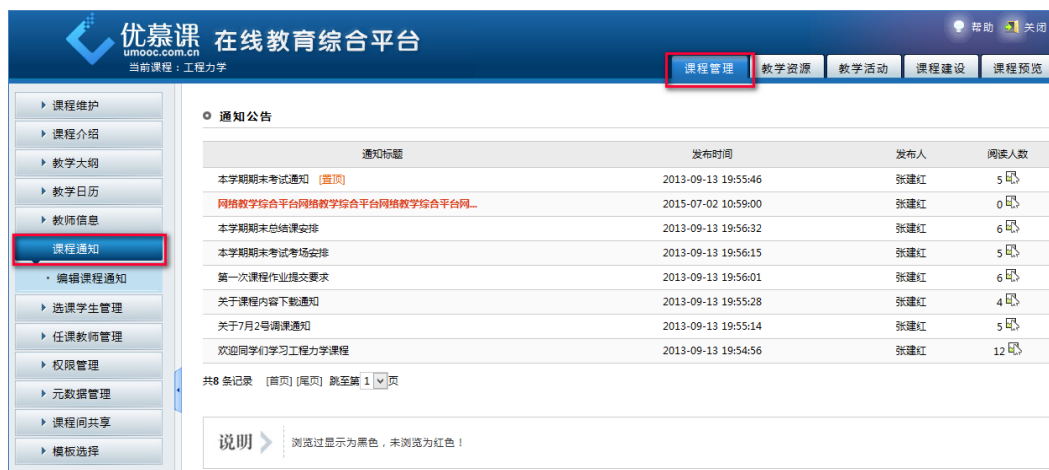 优慕课 在线教育综合平台
umooc.com.cn
帮助 关闭
当前课程：工程力学
课程管理 教学资源 教学活动 课程建设 课程预览
课程维护
课程介绍
教学大纲
教学日历
教师信息
课程通知
编辑课程通知
选课学生管理
任课教师管理
权限管理
元数据管理
课程间共享
模板选择
通知公告
通知标题 发布时间 发布人 阅读人数
本学期期末考试通知 [置顶] 2013-09-13 19:55:46 张建红 5
网络教学综合平台网络教学综合平台网络教学综合平台网... 2015-07-02 10:59:00 张建红 0
本学期期末总结课安排 2013-09-13 19:56:32 张建红 6
本学期期末考试考场安排 2013-09-13 19:56:15 张建红 5
第一次课程作业提交要求 2013-09-13 19:56:01 张建红 6
关于课程内容下载通知 2013-09-13 19:55:28 张建红 4
关于7月2号调课通知 2013-09-13 19:55:14 张建红 5
欢迎同学们学习工程力学课程 2013-09-13 19:54:56 张建红 12
共8 条记录 [首页] [尾页] 跳至第 1 页
说明 浏览过显示为黑色，未浏览为红色！